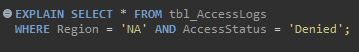 EXPLAIN SELECT * FROM tbl_AccessLogs
WHERE Region = 'NA' AND AccessStatus = 'Denied';